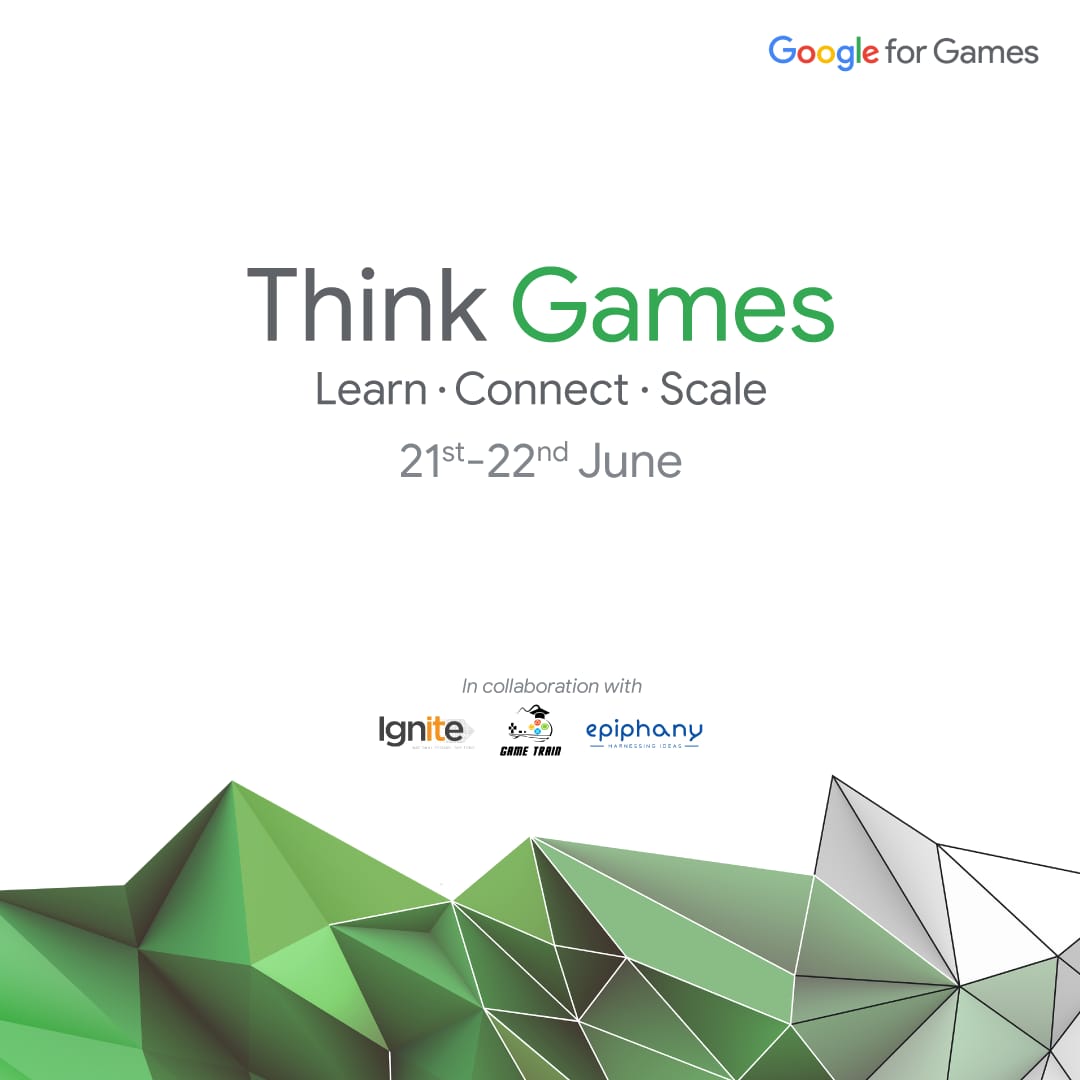 Google for Games
Think Games
Learn · Connect · Scale
21st-22nd June
In collaboration with
Ignite
GAME TRAIN
epiphany
HARNESSING IDEAS